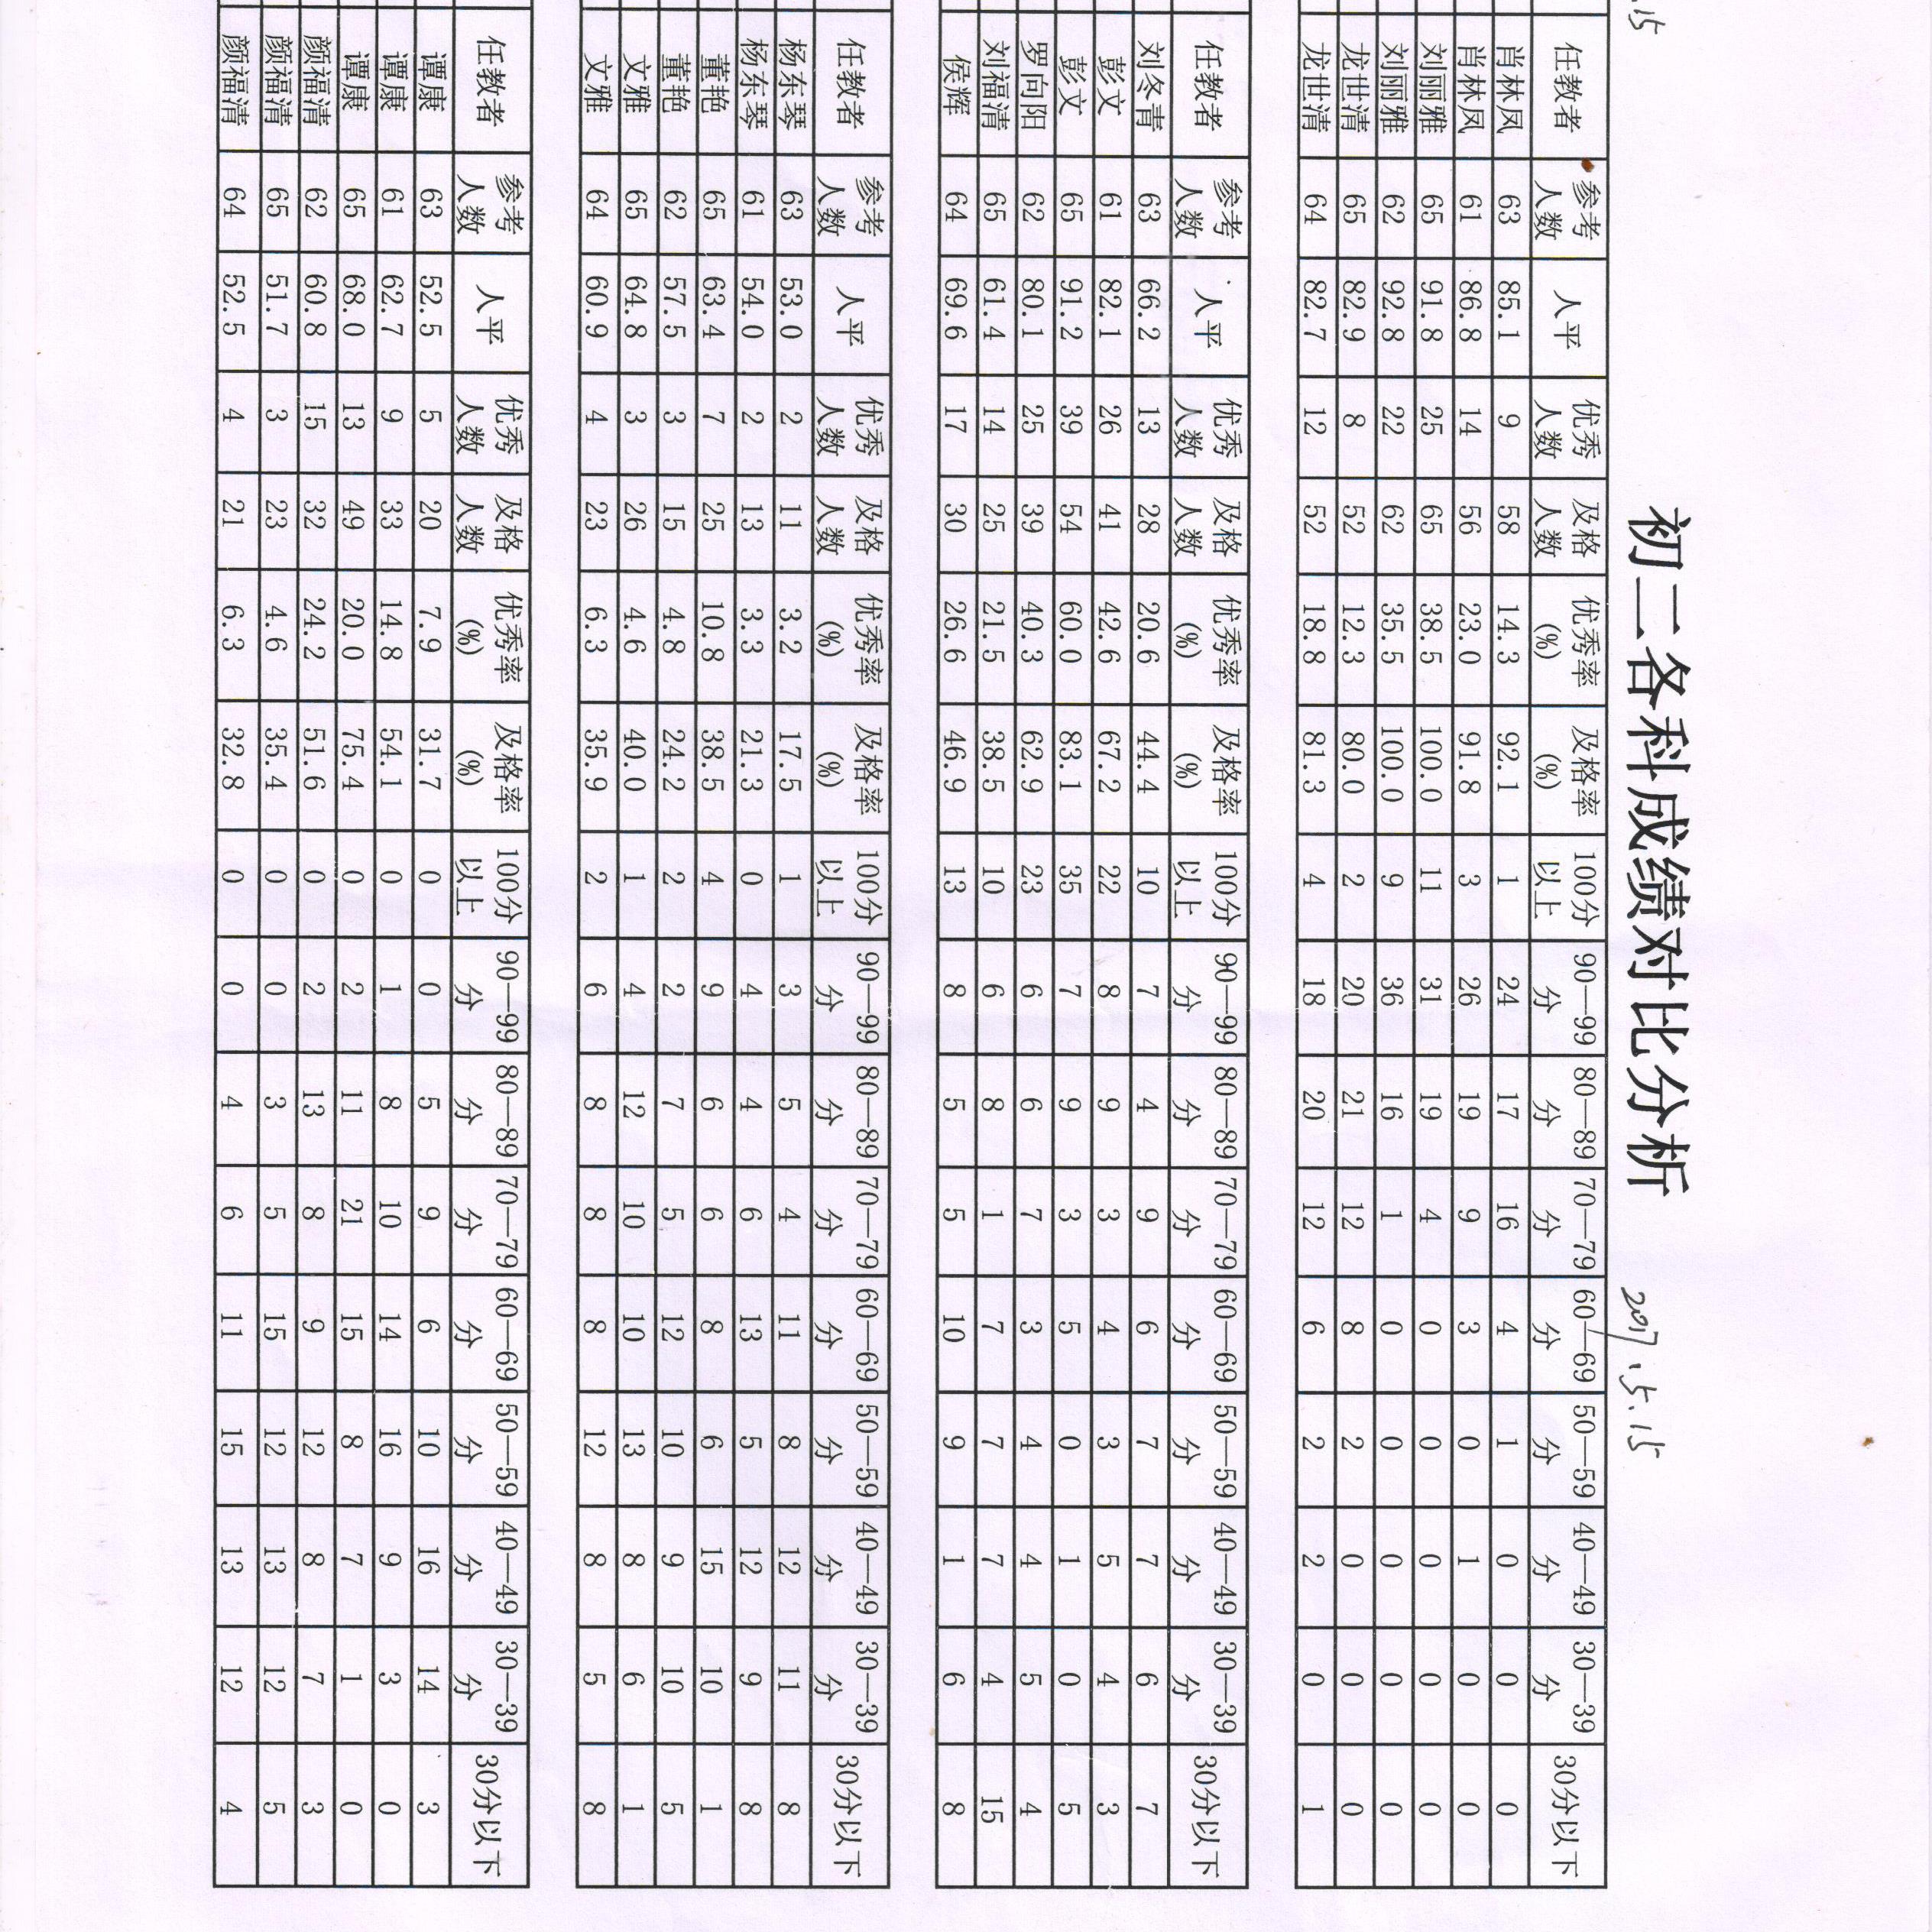 .15
初二各科成绩对比分析 2017.5.15
任教者 参考人数 人平 优秀人数 及格人数 优秀率(%) 及格率(%) 100分以上 90—99分 80—89分 70—79分 60—69分 50—59分 40—49分 30—39分 30分以下
肖林凤 63 85.1 9 58 14.3 92.1 1 24 17 16 4 1 0 0 0
肖林凤 61 86.8 14 56 23.0 91.8 3 26 19 9 3 0 1 0 0
刘丽雅 65 91.8 25 65 38.5 100.0 11 31 19 4 0 0 0 0 0
刘丽雅 62 92.8 22 62 35.5 100.0 9 36 16 1 0 0 0 0 0
龙世清 65 82.9 8 52 12.3 80.0 2 20 21 12 8 2 0 0 0
龙世清 64 82.7 12 52 18.8 81.3 4 18 20 12 6 2 2 0 1
任教者 参考人数 人平 优秀人数 及格人数 优秀率(%) 及格率(%) 100分以上 90—99分 80—89分 70—79分 60—69分 50—59分 40—49分 30—39分 30分以下
刘冬青 63 66.2 13 28 20.6 44.4 10 7 4 9 6 7 7 6 7
彭文 61 82.1 26 41 42.6 67.2 22 8 9 3 4 3 5 4 3
彭文 65 91.2 39 54 60.0 83.1 35 7 9 3 5 0 1 0 5
罗向阳 62 80.1 25 39 40.3 62.9 23 6 6 7 3 4 4 5 4
刘福清 65 61.4 14 25 21.5 38.5 10 6 8 1 7 7 7 4 15
侯辉 64 69.6 17 30 26.6 46.9 13 8 5 5 10 9 1 6 8
任教者 参考人数 人平 优秀人数 及格人数 优秀率(%) 及格率(%) 100分以上 90—99分 80—89分 70—79分 60—69分 50—59分 40—49分 30—39分 30分以下
杨东琴 63 53.0 2 11 3.2 17.5 1 3 5 4 11 8 12 11 8
杨东琴 61 54.0 2 13 3.3 21.3 0 4 4 6 13 5 12 9 8
董艳 65 63.4 7 25 10.8 38.5 4 9 6 6 8 6 15 10 1
董艳 62 57.5 3 15 4.8 24.2 2 2 7 5 12 10 9 10 5
文雅 65 64.8 3 26 4.6 40.0 1 4 12 10 10 13 8 6 1
文雅 64 60.9 4 23 6.3 35.9 2 6 8 8 8 12 8 5 8
任教者 参考人数 人平 优秀人数 及格人数 优秀率(%) 及格率(%) 100分以上 90—99分 80—89分 70—79分 60—69分 50—59分 40—49分 30—39分 30分以下
谭康 63 52.5 5 20 7.9 31.7 0 0 5 9 6 10 16 14 3
谭康 61 62.7 9 33 14.8 54.1 0 1 8 10 14 16 9 3 0
谭康 65 68.0 13 49 20.0 75.4 0 2 11 21 15 8 7 1 0
颜福清 62 60.8 15 32 24.2 51.6 0 2 13 8 9 12 8 7 3
颜福清 65 51.7 3 23 4.6 35.4 0 0 3 5 15 12 13 12 5
颜福清 64 52.5 4 21 6.3 32.8 0 0 4 6 11 15 13 12 4